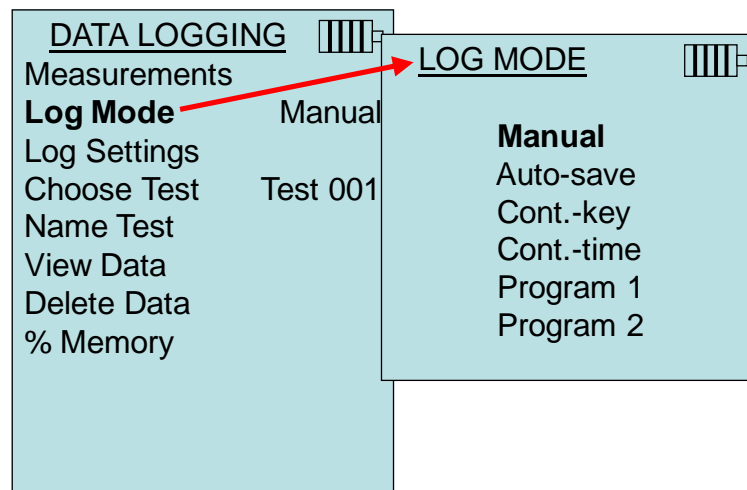 DATA LOGGING
Measurements
Log Mode Manual
Log Settings
Choose Test Test 001
Name Test
View Data
Delete Data
% Memory
LOG MODE
Manual
Auto-save
Cont.-key
Cont.-time
Program 1
Program 2